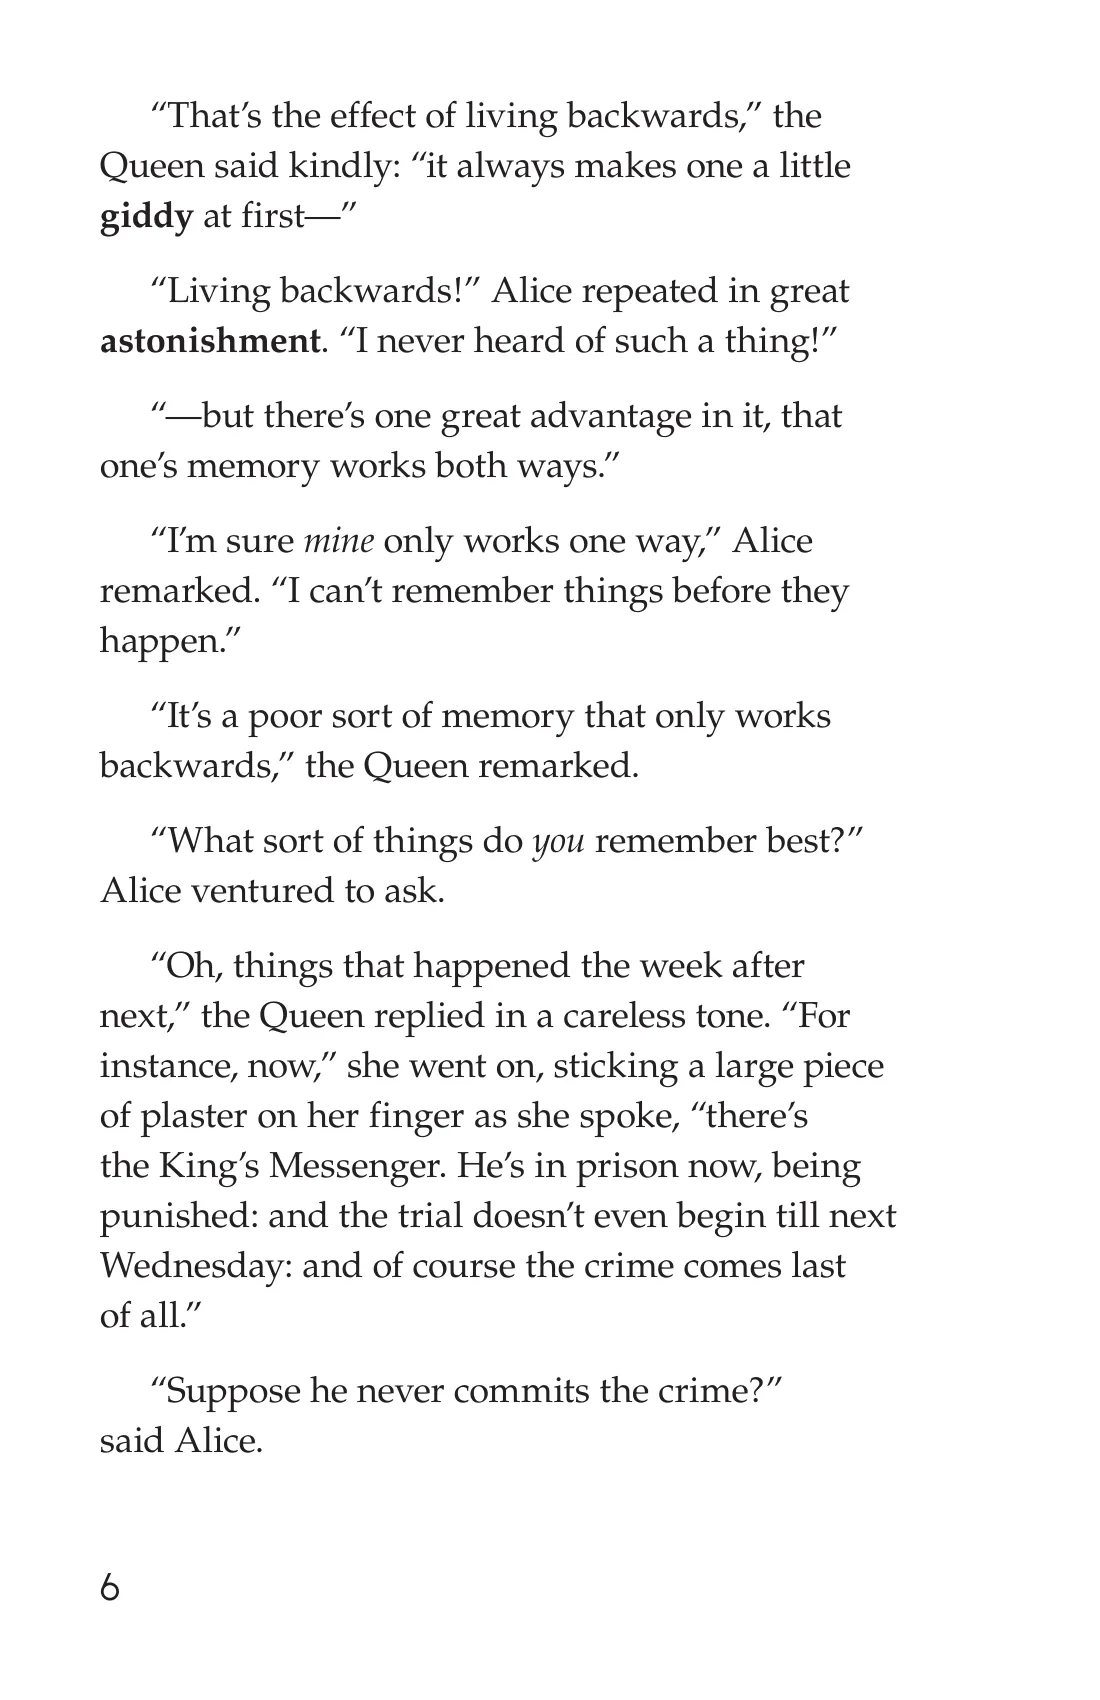 “That’s the effect of living backwards,” the
Queen said kindly: “it always makes one a little
giddy at first—”
“Living backwards!” Alice repeated in great
astonishment. “I never heard of such a thing!”
“—but there’s one great advantage in it, that
one’s memory works both ways.”
“I’m sure mine only works one way,” Alice
remarked. “I can’t remember things before they
happen.”
“It’s a poor sort of memory that only works
backwards,” the Queen remarked.
“What sort of things do you remember best?”
Alice ventured to ask.
“Oh, things that happened the week after
next,” the Queen replied in a careless tone. “For
instance, now,” she went on, sticking a large piece
of plaster on her finger as she spoke, “there’s
the King’s Messenger. He’s in prison now, being
punished: and the trial doesn’t even begin till next
Wednesday: and of course the crime comes last
of all.”
“Suppose he never commits the crime?”
said Alice.
6